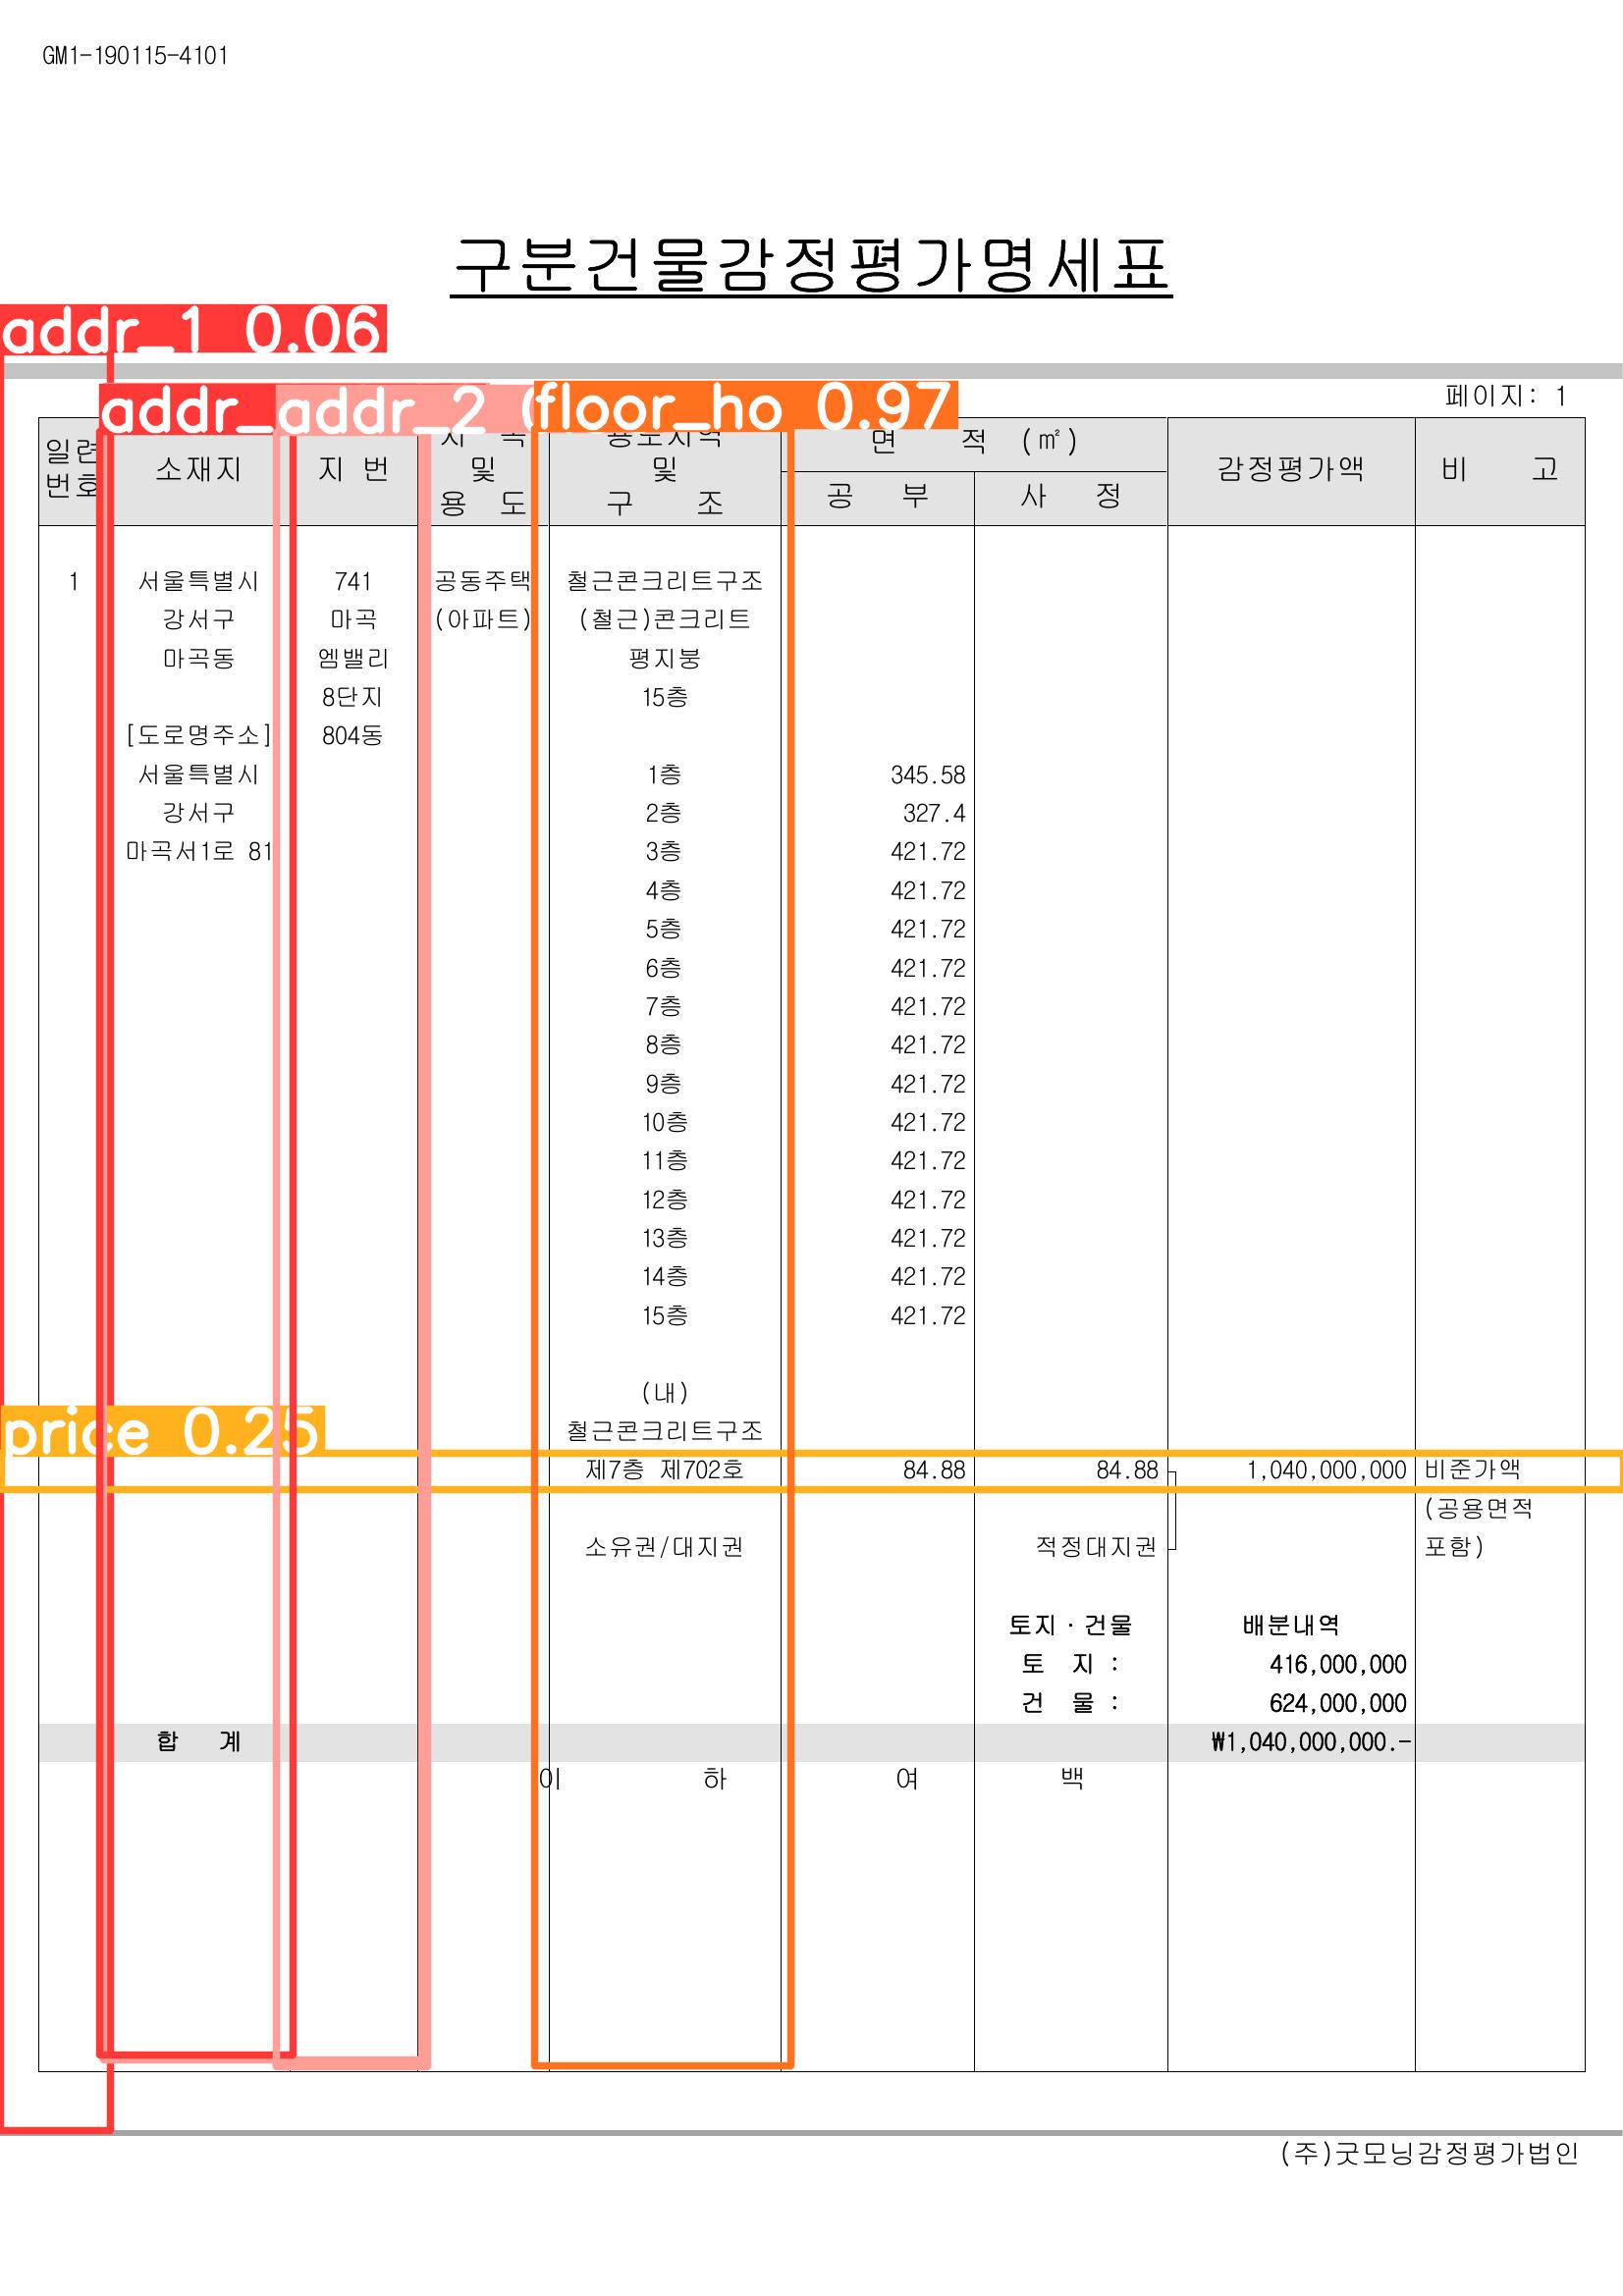 GM1-190115-4101
구분건물감정평가명세표
addr_1 0.06
addr_ addr_2 floor_ho 0.97
페이지: 1
일련
번호
소재지
지 번
및
용 도
및
구 조
면 적 (㎡)
공 부
사 정
감정평가액
비 고
1 서울특별시 741 공동주택 철근콘크리트구조
강서구 마곡 (아파트) (철근)콘크리트
마곡동 엠밸리 평지붕
8단지 15층
[도로명주소] 804동
서울특별시 1층 345.58
강서구 2층 327.4
마곡서1로 81 3층 421.72
4층 421.72
5층 421.72
6층 421.72
7층 421.72
8층 421.72
9층 421.72
10층 421.72
11층 421.72
12층 421.72
13층 421.72
14층 421.72
15층 421.72
(내)
price 0.25 철근콘크리트구조
제7층 제702호 84.88 84.88 1,040,000,000 비준가액
(공용면적
소유권/대지권 적정대지권 포함)
토지·건물 배분내역
토 지 : 416,000,000
건 물 : 624,000,000
합 계 ₩1,040,000,000.-
이 하 여 백
(주)굿모닝감정평가법인